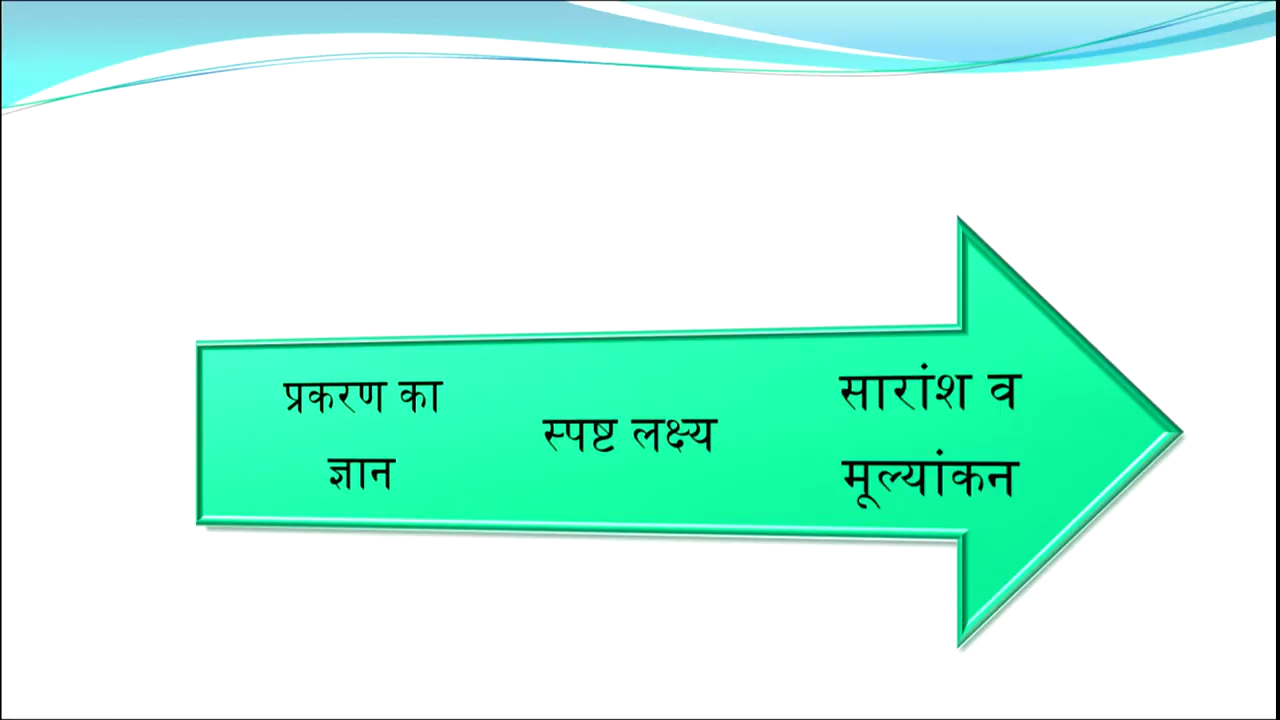 प्रकरण का
ज्ञान
स्पष्ट लक्ष्य
सारांश व
मूल्यांकन